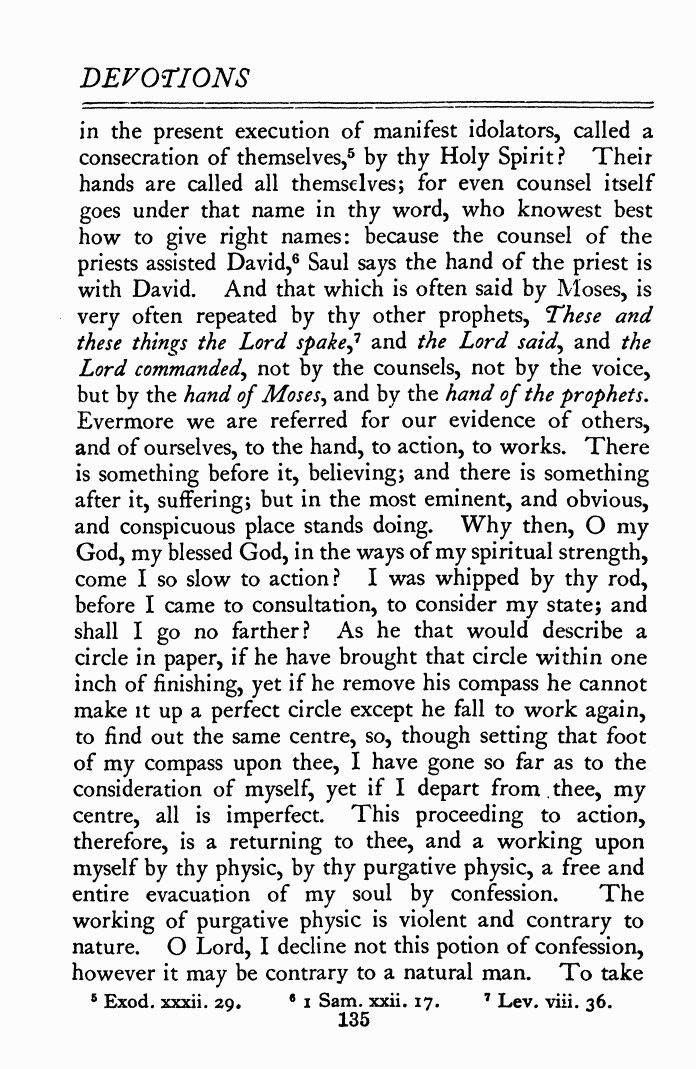 DEVOTIONS
in the present execution of manifest idolators, called a
consecration of themselves,⁵ by thy Holy Spirit? Their
hands are called all themselves; for even counsel itself
goes under that name in thy word, who knowest best
how to give right names: because the counsel of the
priests assisted David,⁶ Saul says the hand of the priest is
with David. And that which is often said by Moses, is
very often repeated by thy other prophets, These and
these things the Lord spake,⁷ and the Lord said, and the
Lord commanded, not by the counsels, not by the voice,
but by the hand of Moses, and by the hand of the prophets.
Evermore we are referred for our evidence of others,
and of ourselves, to the hand, to action, to works. There
is something before it, believing; and there is something
after it, suffering; but in the most eminent, and obvious,
and conspicuous place stands doing. Why then, O my
God, my blessed God, in the ways of my spiritual strength,
come I so slow to action? I was whipped by thy rod,
before I came to consultation, to consider my state; and
shall I go no farther? As he that would describe a
circle in paper, if he have brought that circle within one
inch of finishing, yet if he remove his compass he cannot
make it up a perfect circle except he fall to work again,
to find out the same centre, so, though setting that foot
of my compass upon thee, I have gone so far as to the
consideration of myself, yet if I depart from thee, my
centre, all is imperfect. This proceeding to action,
therefore, is a returning to thee, and a working upon
myself by thy physic, by thy purgative physic, a free and
entire evacuation of my soul by confession. The
working of purgative physic is violent and contrary to
nature. O Lord, I decline not this potion of confession,
however it may be contrary to a natural man. To take
⁵ Exod. xxxii. 29. ⁶ 1 Sam. xxii. 17. ⁷ Lev. viii. 36.
135